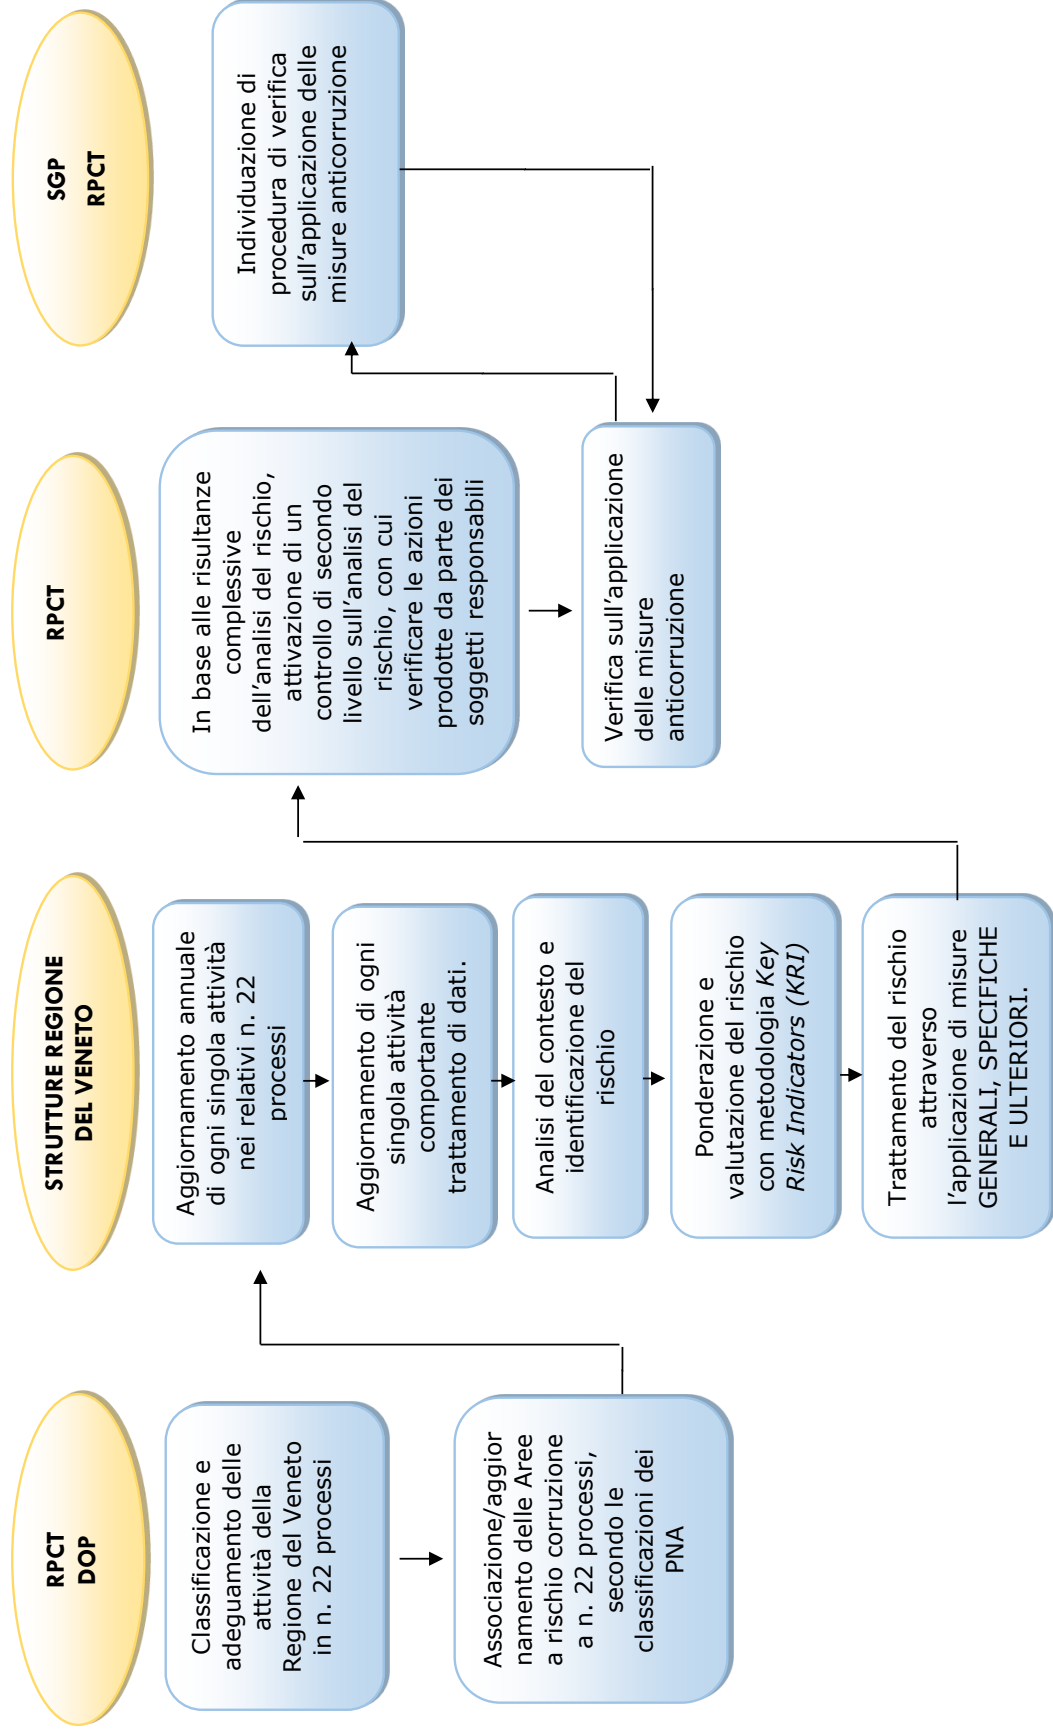 RPCT
DOP
Classificazione e
adeguamento delle
attività della
Regione del Veneto
in n. 22 processi
Associazione/aggior
namento delle Aree
a rischio corruzione
a n. 22 processi,
secondo le
classificazioni dei
PNA
STRUTTURE REGIONE
DEL VENETO
Aggiornamento annuale
di ogni singola attività
nei relativi n. 22
processi
Aggiornamento di ogni
singola attività
comportante
trattamento di dati.
Analisi del contesto e
identificazione del
rischio
Ponderazione e
valutazione del rischio
con metodologia Key
Risk Indicators (KRI)
Trattamento del rischio
attraverso
l’applicazione di misure
GENERALI, SPECIFICHE
E ULTERIORI.
RPCT
In base alle risultanze
complessive
dell’analisi del rischio,
attivazione di un
controllo di secondo
livello sull’analisi del
rischio, con cui
verificare le azioni
prodotte da parte dei
soggetti responsabili
Verifica sull’applicazione
delle misure
anticorruzione
SGP
RPCT
Individuazione di
procedura di verifica
sull’applicazione delle
misure anticorruzione